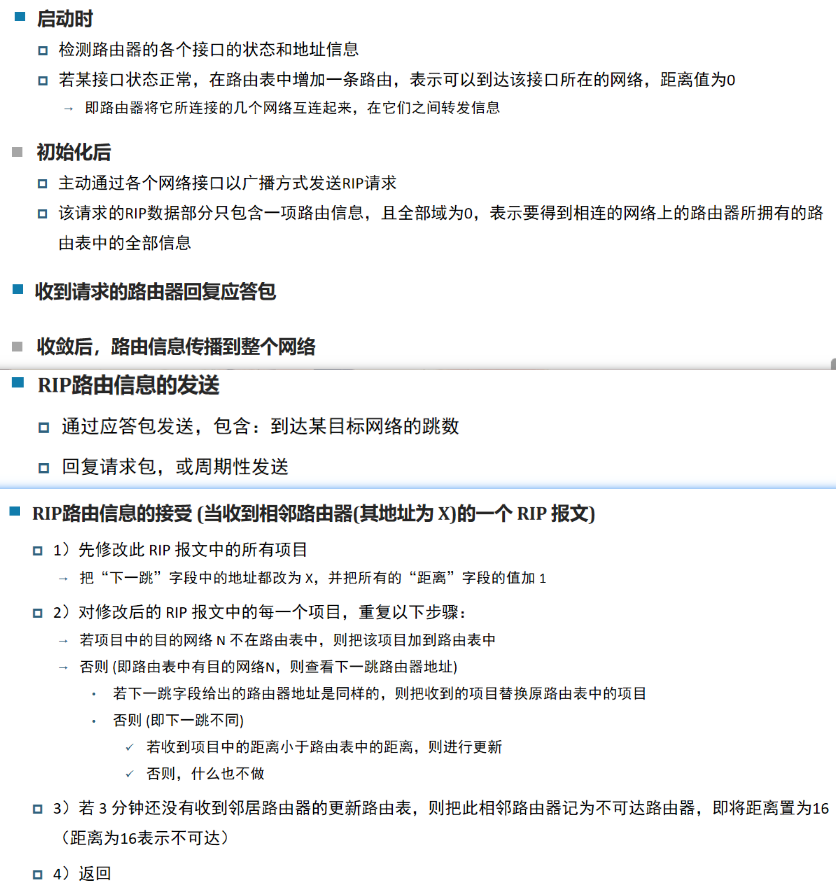 启动时
检测路由器的各个接口的状态和地址信息
若某接口状态正常，在路由表中增加一条路由，表示可以到达该接口所在的网络，距离值为0
→ 即路由器将它所连接的几个网络互连起来，在它们之间转发信息
初始化后
主动通过各个网络接口以广播方式发送RIP请求
该请求的RIP数据部分只包含一项路由信息，且全部域为0，表示要得到相连的网络上的路由器所拥有的路
由表中的全部信息
收到请求的路由器回复应答包
收敛后，路由信息传播到整个网络
RIP路由信息的发送
通过应答包发送，包含：到达某目标网络的跳数
回复请求包，或周期性发送
RIP路由信息的接受 (当收到相邻路由器(其地址为 X)的一个 RIP 报文)
1）先修改此 RIP 报文中的所有项目
→ 把“下一跳”字段中的地址都改为 X，并把所有的“距离”字段的值加 1
2）对修改后的 RIP 报文中的每一个项目，重复以下步骤：
→ 若项目中的目的网络 N 不在路由表中，则把该项目加到路由表中
→ 否则 (即路由表中有目的网络N，则查看下一跳路由器地址)
• 若下一跳字段给出的路由器地址是同样的，则把收到的项目替换原路由表中的项目
• 否则 (即下一跳不同)
✓ 若收到项目中的距离小于路由表中的距离，则进行更新
✓ 否则，什么也不做
3）若 3 分钟还没有收到邻居路由器的更新路由表，则把此相邻路由器记为不可达路由器，即将距离置为16
（距离为16表示不可达）
4）返回